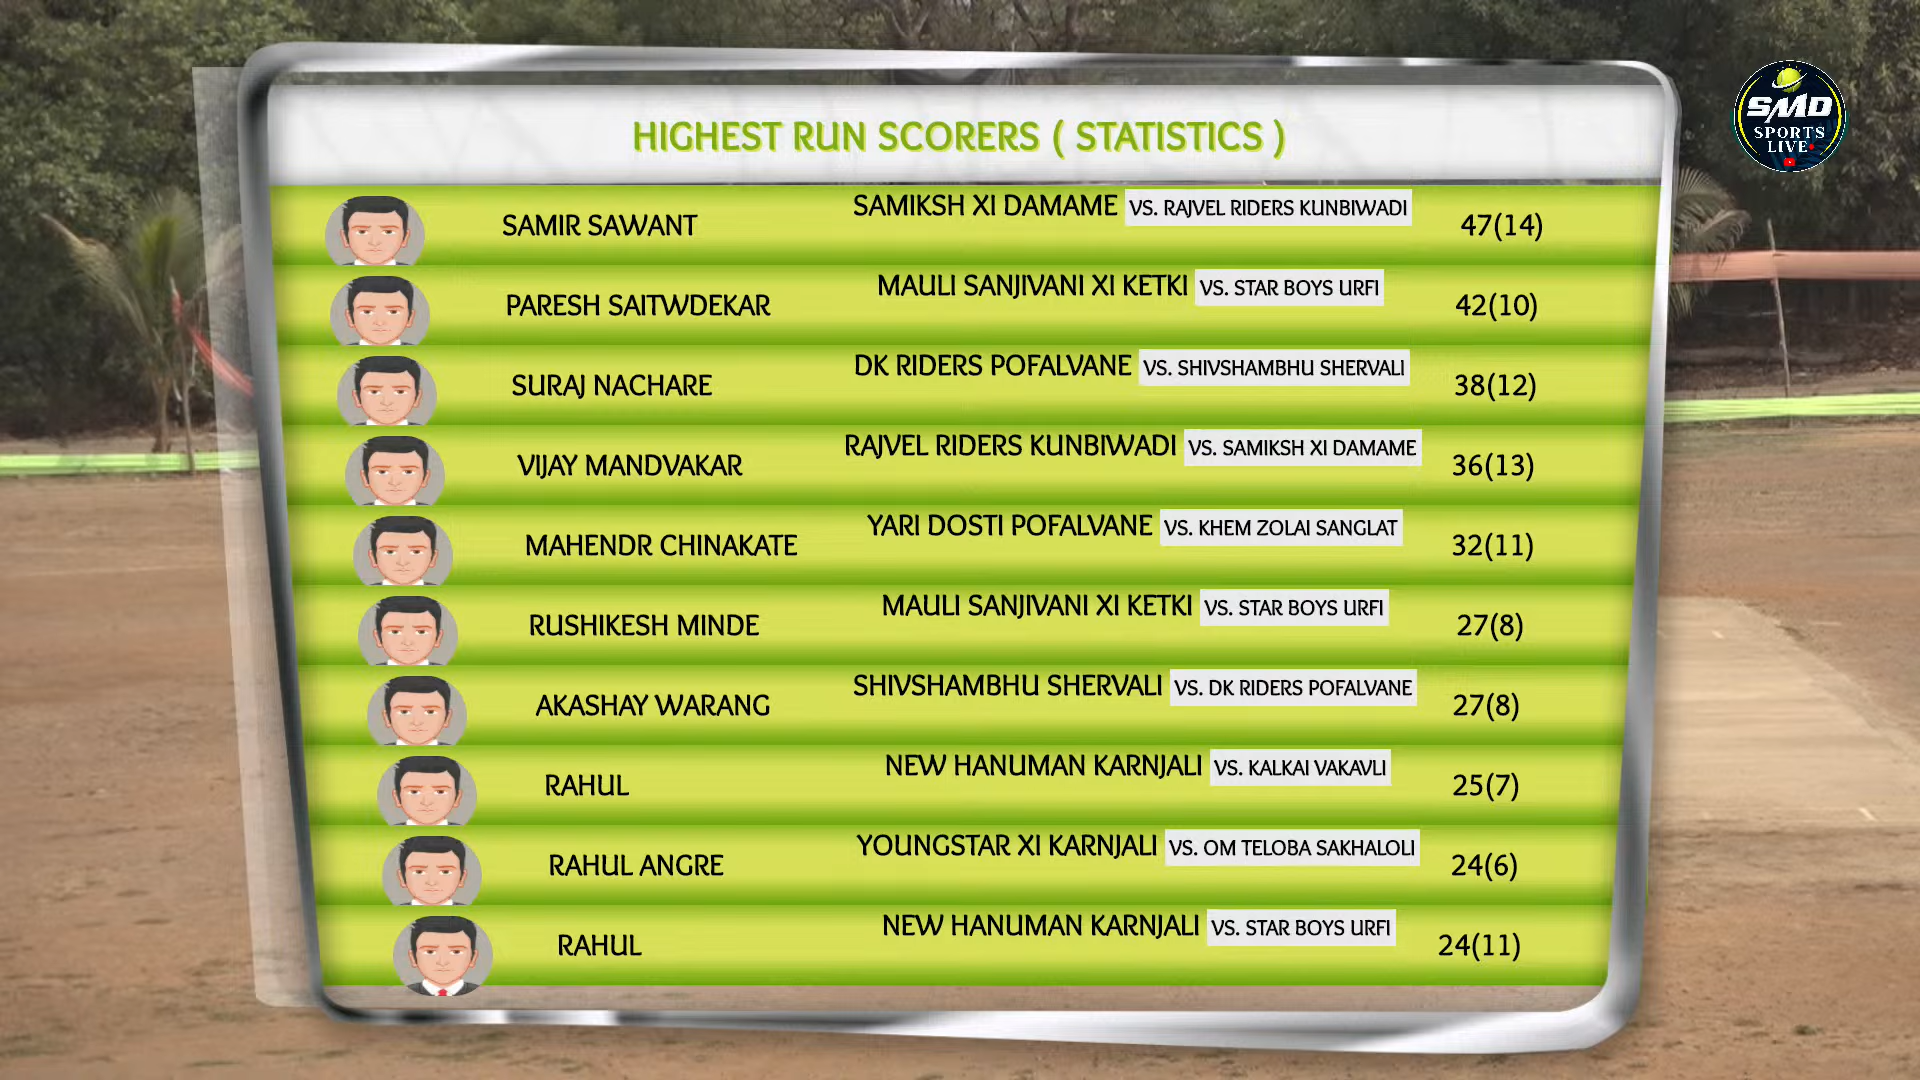 HIGHEST RUN SCORERS ( STATISTICS )
SMD
SPORTS
LIVE
SAMIR SAWANT SAMIKSH XI DAMAME VS. RAJVEL RIDERS KUNBIWADI 47(14)
PARESH SAITWDEKAR MAULI SANJIVANI XI KETKI VS. STAR BOYS URFI 42(10)
SURAJ NACHARE DK RIDERS POFALVANE VS. SHIVSHAMBHU SHERVALI 38(12)
VIJAY MANDVAKAR RAJVEL RIDERS KUNBIWADI VS. SAMIKSH XI DAMAME 36(13)
MAHENDR CHINAKATE YARI DOSTI POFALVANE VS. KHEM ZOLAI SANGLAT 32(11)
RUSHIKESH MINDE MAULI SANJIVANI XI KETKI VS. STAR BOYS URFI 27(8)
AKASHAY WARANG SHIVSHAMBHU SHERVALI VS. DK RIDERS POFALVANE 27(8)
RAHUL NEW HANUMAN KARNJALI VS. KALKAI VAKAVLI 25(7)
RAHUL ANGRE YOUNGSTAR XI KARNJALI VS. OM TELOBA SAKHALOLI 24(6)
RAHUL NEW HANUMAN KARNJALI VS. STAR BOYS URFI 24(11)